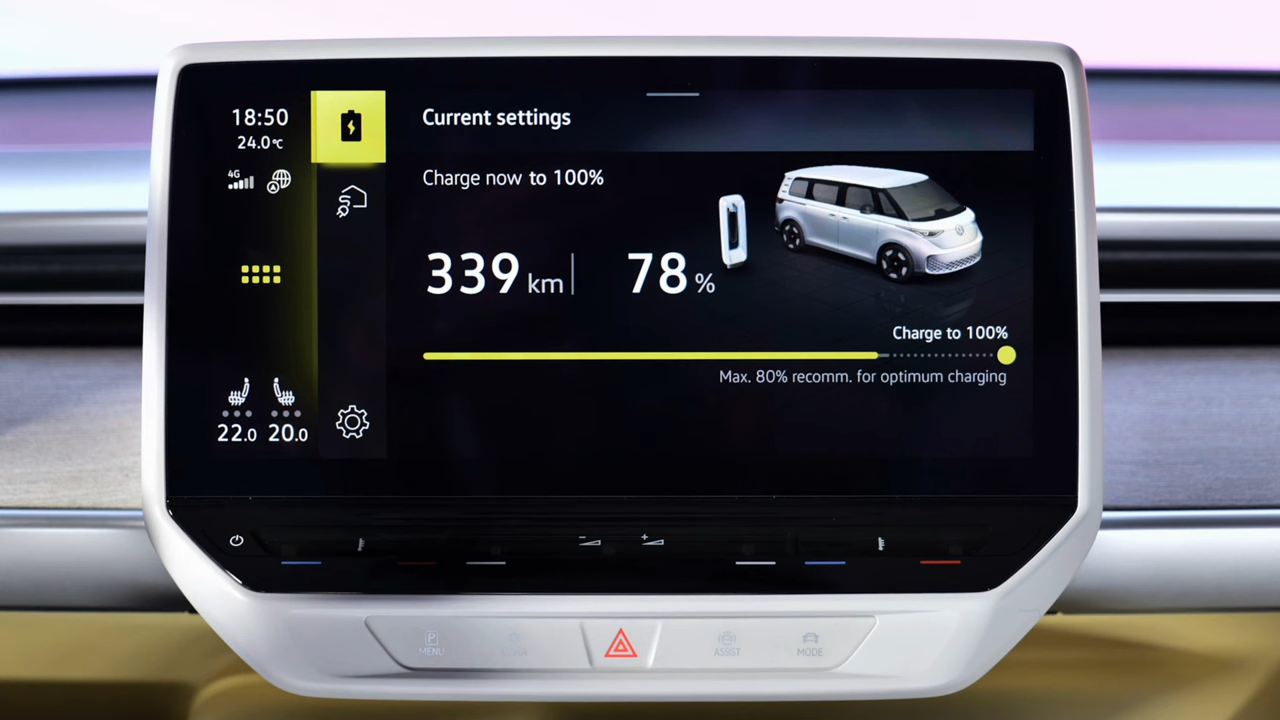 18:50
24.0°C
4G
A
Current settings
Charge now to 100%
339 km
78 %
Charge to 100%
Max. 80% recomm. for optimum charging
22.0 20.0
- +
P
MENU
ASSIST
MODE